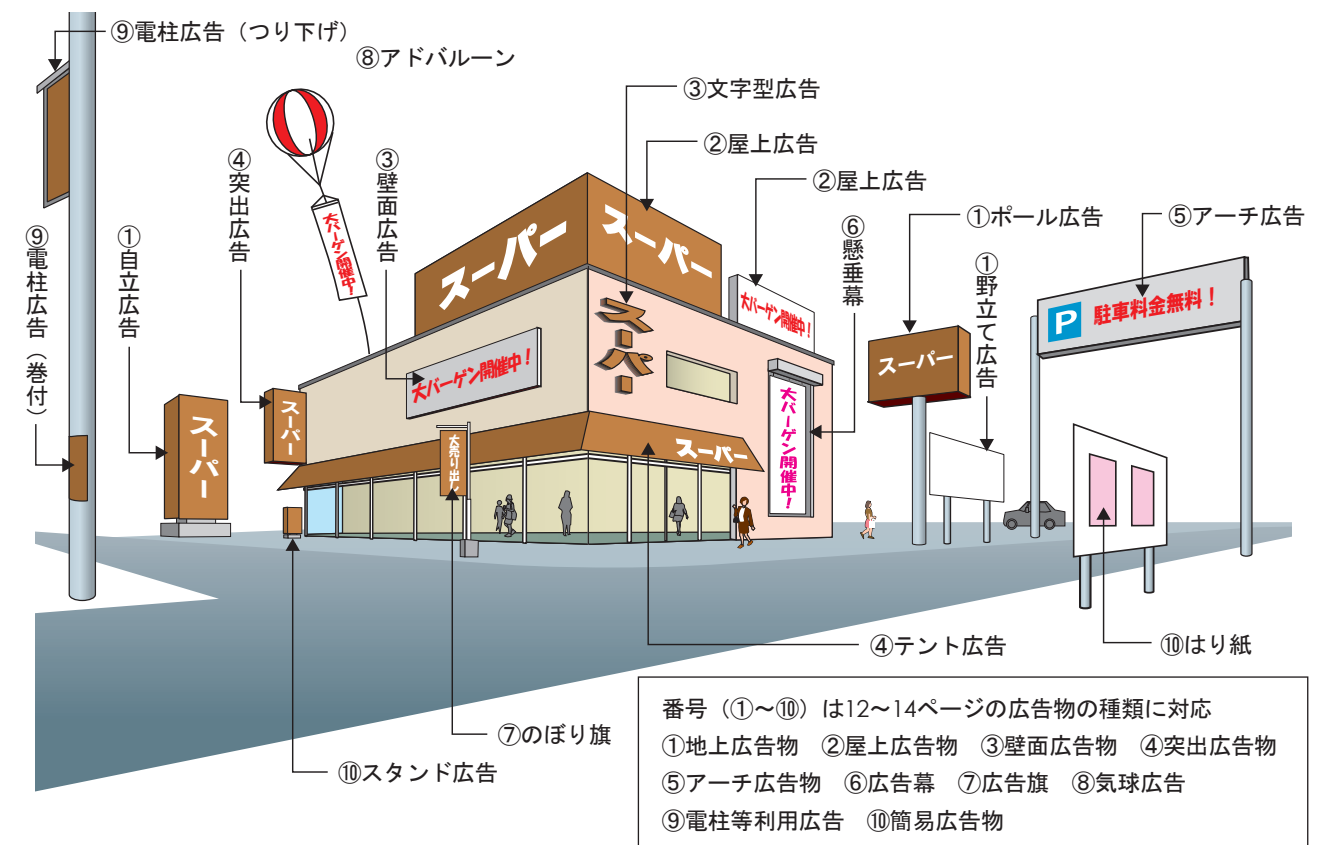 ⑨電柱広告（つり下げ）
⑧アドバルーン
③文字型広告
②屋上広告
②屋上広告
①ポール広告
⑤アーチ広告
④突出広告
③壁面広告
⑥懸垂幕
①野立て広告
⑨電柱広告（巻付）
①自立広告
大バーゲン開催中！
スーパー
スーパー
大バーゲン開催中！
スーパー
P 駐車料金無料！
スーパー
大バーゲン開催中！
スーパー
スーパー
大売り出し
スーパー
大バーゲン開催中！
④テント広告
⑩はり紙
⑦のぼり旗
⑩スタンド広告
番号（①～⑩）は12～14ページの広告物の種類に対応
①地上広告物　②屋上広告物　③壁面広告物　④突出広告物
⑤アーチ広告物　⑥広告幕　⑦広告旗　⑧気球広告
⑨電柱等利用広告　⑩簡易広告物